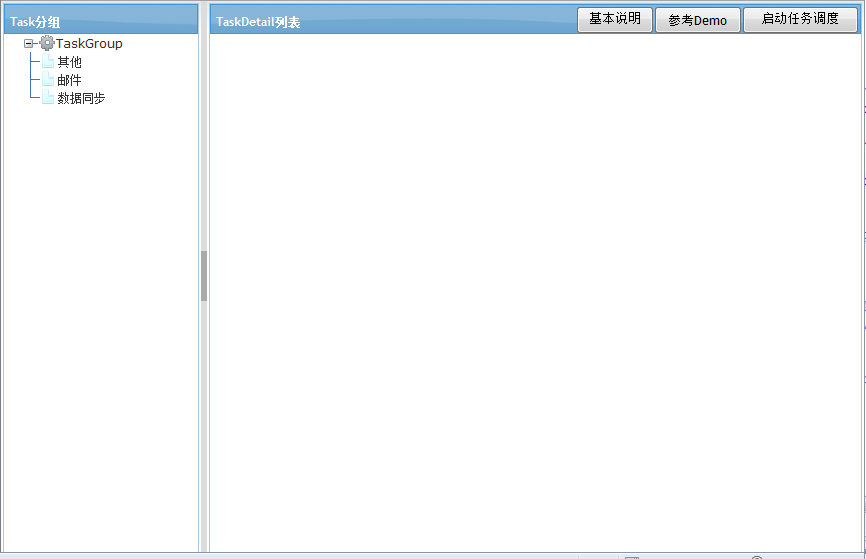 Task分组
TaskDetail列表
基本说明
参考Demo
启动任务调度
TaskGroup
其他
邮件
数据同步